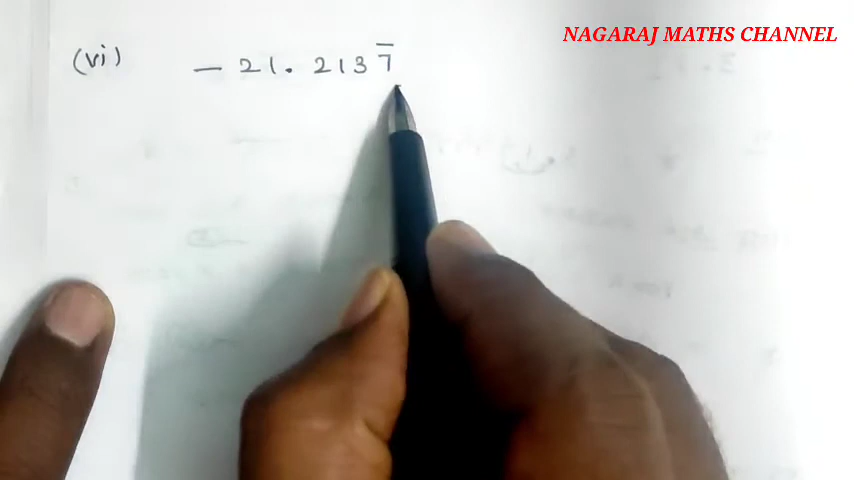 NAGARAJ MATHS CHANNEL
(vi) - 21. 2137̅